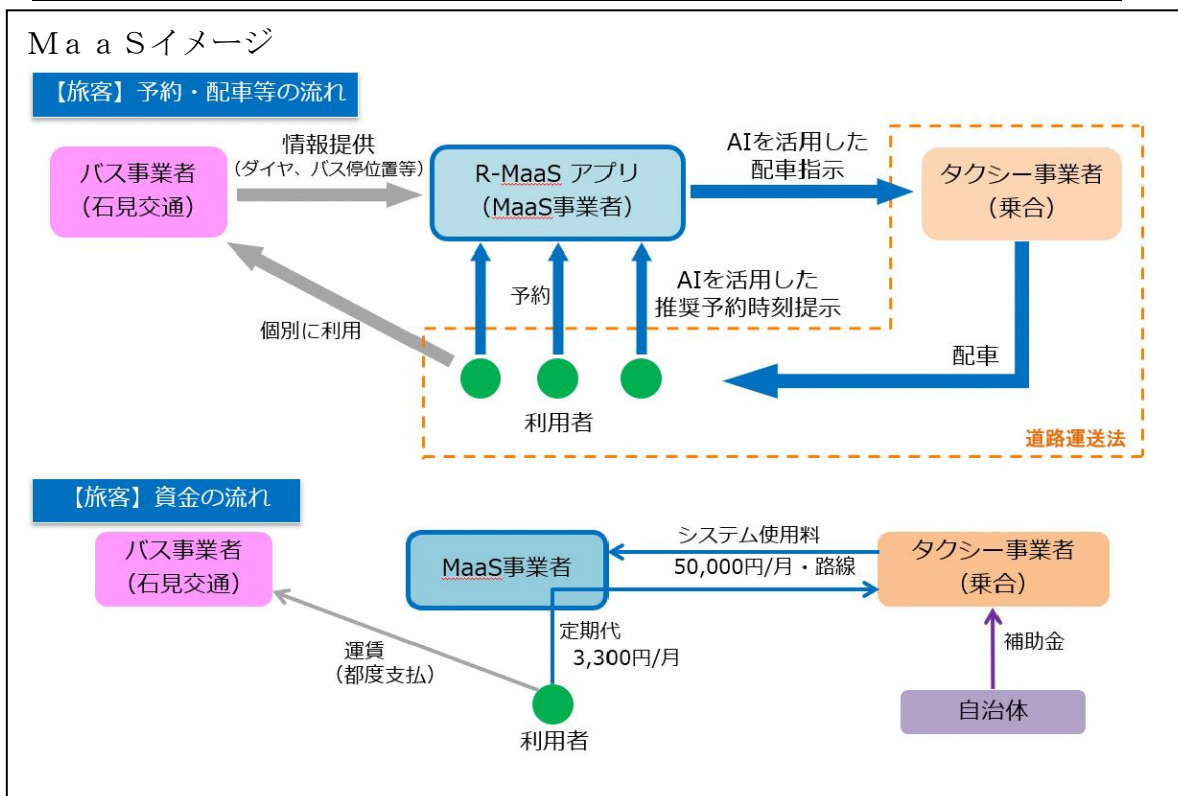 ＭａａＳイメージ
【旅客】予約・配車等の流れ
バス事業者
（石見交通）
情報提供
（ダイヤ、バス停位置等）
R-MaaS アプリ
（MaaS事業者）
AIを活用した
配車指示
タクシー事業者
（乗合）
個別に利用
予約
AIを活用した
推奨予約時刻提示
配車
利用者
道路運送法
【旅客】資金の流れ
バス事業者
（石見交通）
MaaS事業者
システム使用料
50,000円/月・路線
タクシー事業者
（乗合）
運賃
（都度支払）
定期代
3,300円/月
補助金
自治体
利用者